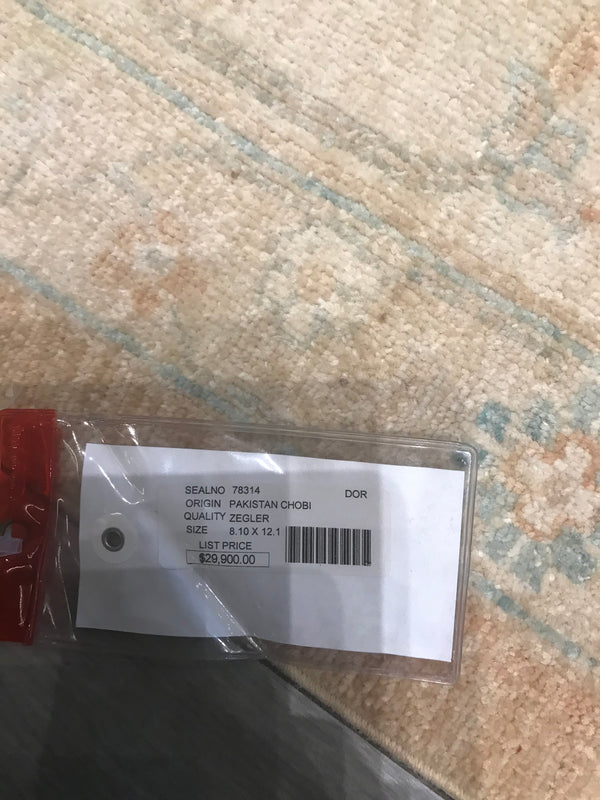 SEALNO 78314 DOR
ORIGIN PAKISTAN CHOBI
QUALITY ZEGLER
SIZE 8.10 X 12.1
LIST PRICE
$29,900.00